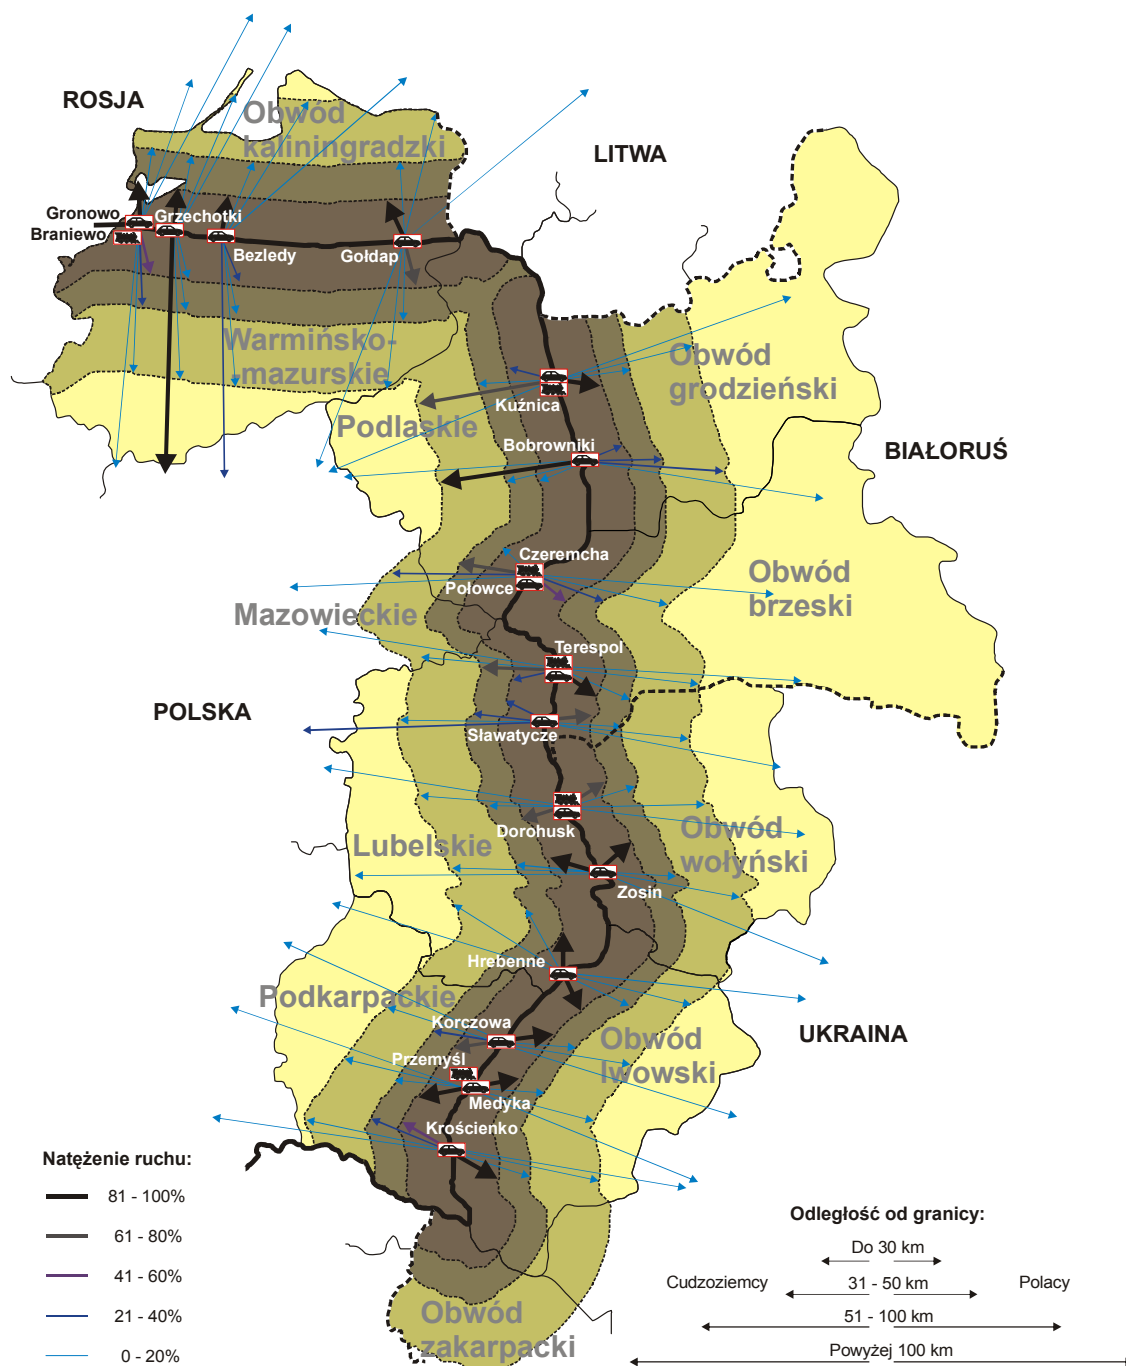 ROSJA
Obwód
kaliningradzki
LITWA
Gronowo
Grzechotki
Braniewo
Bezledy
Gołdap
Warmińsko-
mazurskie
Obwód
grodzieński
Kuźnica
Podlaskie
Bobrowniki
BIAŁORUŚ
Czeremcha
Połowce
Obwód
brzeski
Mazowieckie
Terespol
POLSKA
Sławatycze
Dorohusk
Lubelskie
Obwód
wołyński
Zosin
Hrebenne
Podkarpackie
Korczowa
UKRAINA
Obwód
lwowski
Przemyśl
Medyka
Krościenko
Natężenie ruchu:
81 - 100%
61 - 80%
41 - 60%
21 - 40%
0 - 20%
Obwód
zakarpacki
Odległość od granicy:
Do 30 km
Cudzoziemcy 31 - 50 km Polacy
51 - 100 km
Powyżej 100 km